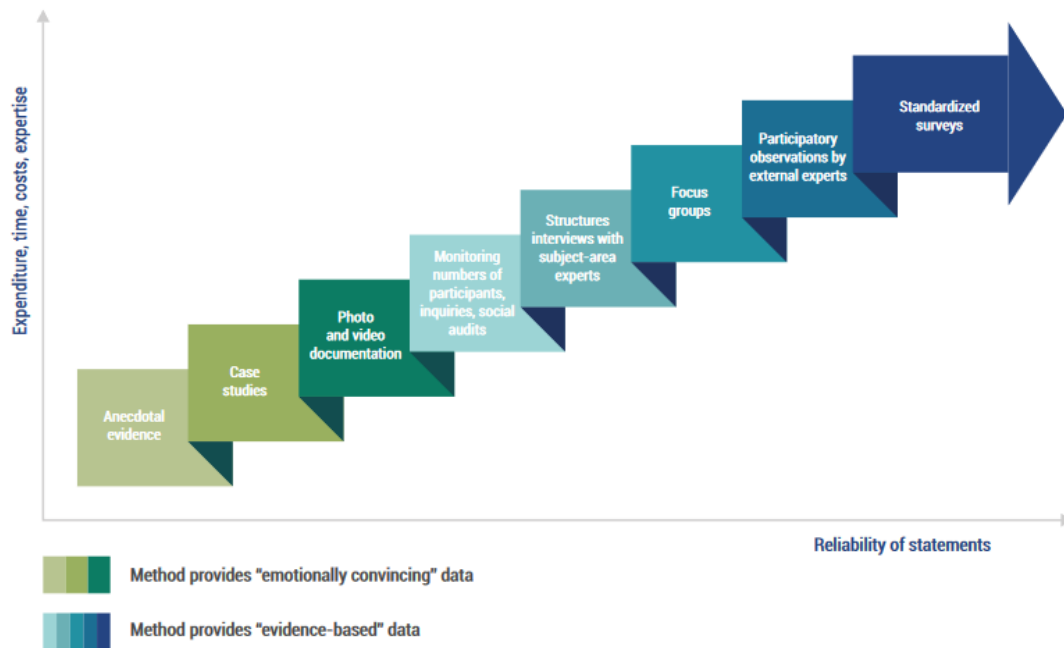 Expenditure, time, costs, expertise
Anecdotal
evidence
Case
studies
Photo
and video
documentation
Monitoring
numbers of
participants,
inquiries, social
audits
Structures
interviews with
subject-area
experts
Focus
groups
Participatory
observations by
external experts
Standardized
surveys
Reliability of statements
Method provides “emotionally convincing” data
Method provides “evidence-based” data